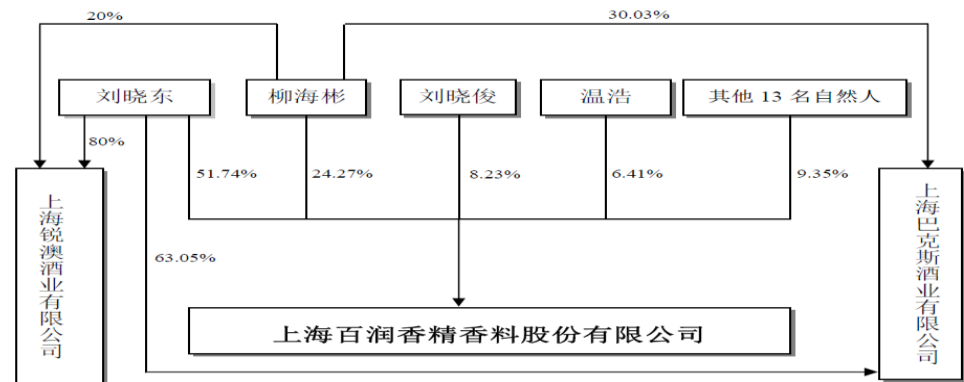 20%
30.03%
刘晓东
柳海彬
刘晓俊
温浩
其他 13 名自然人
80%
51.74%
24.27%
8.23%
6.41%
9.35%
上海锐澳酒业有限公司
63.05%
上海巴克斯酒业有限公司
上海百润香精香料股份有限公司